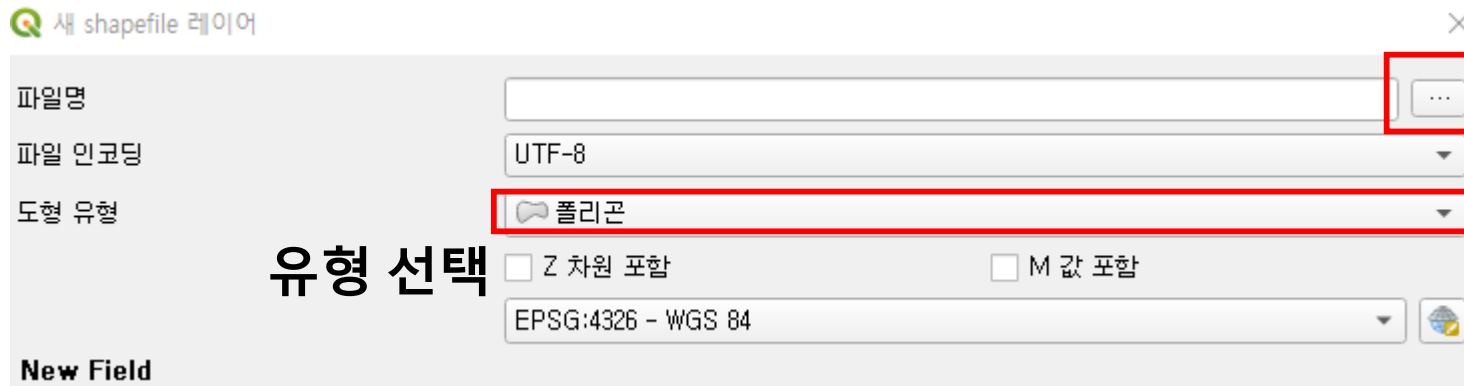 새 shapefile 레이어
파일명
...
파일 인코딩
UTF-8
도형 유형
폴리곤
유형 선택
Z 차원 포함
M 값 포함
EPSG:4326 - WGS 84
New Field